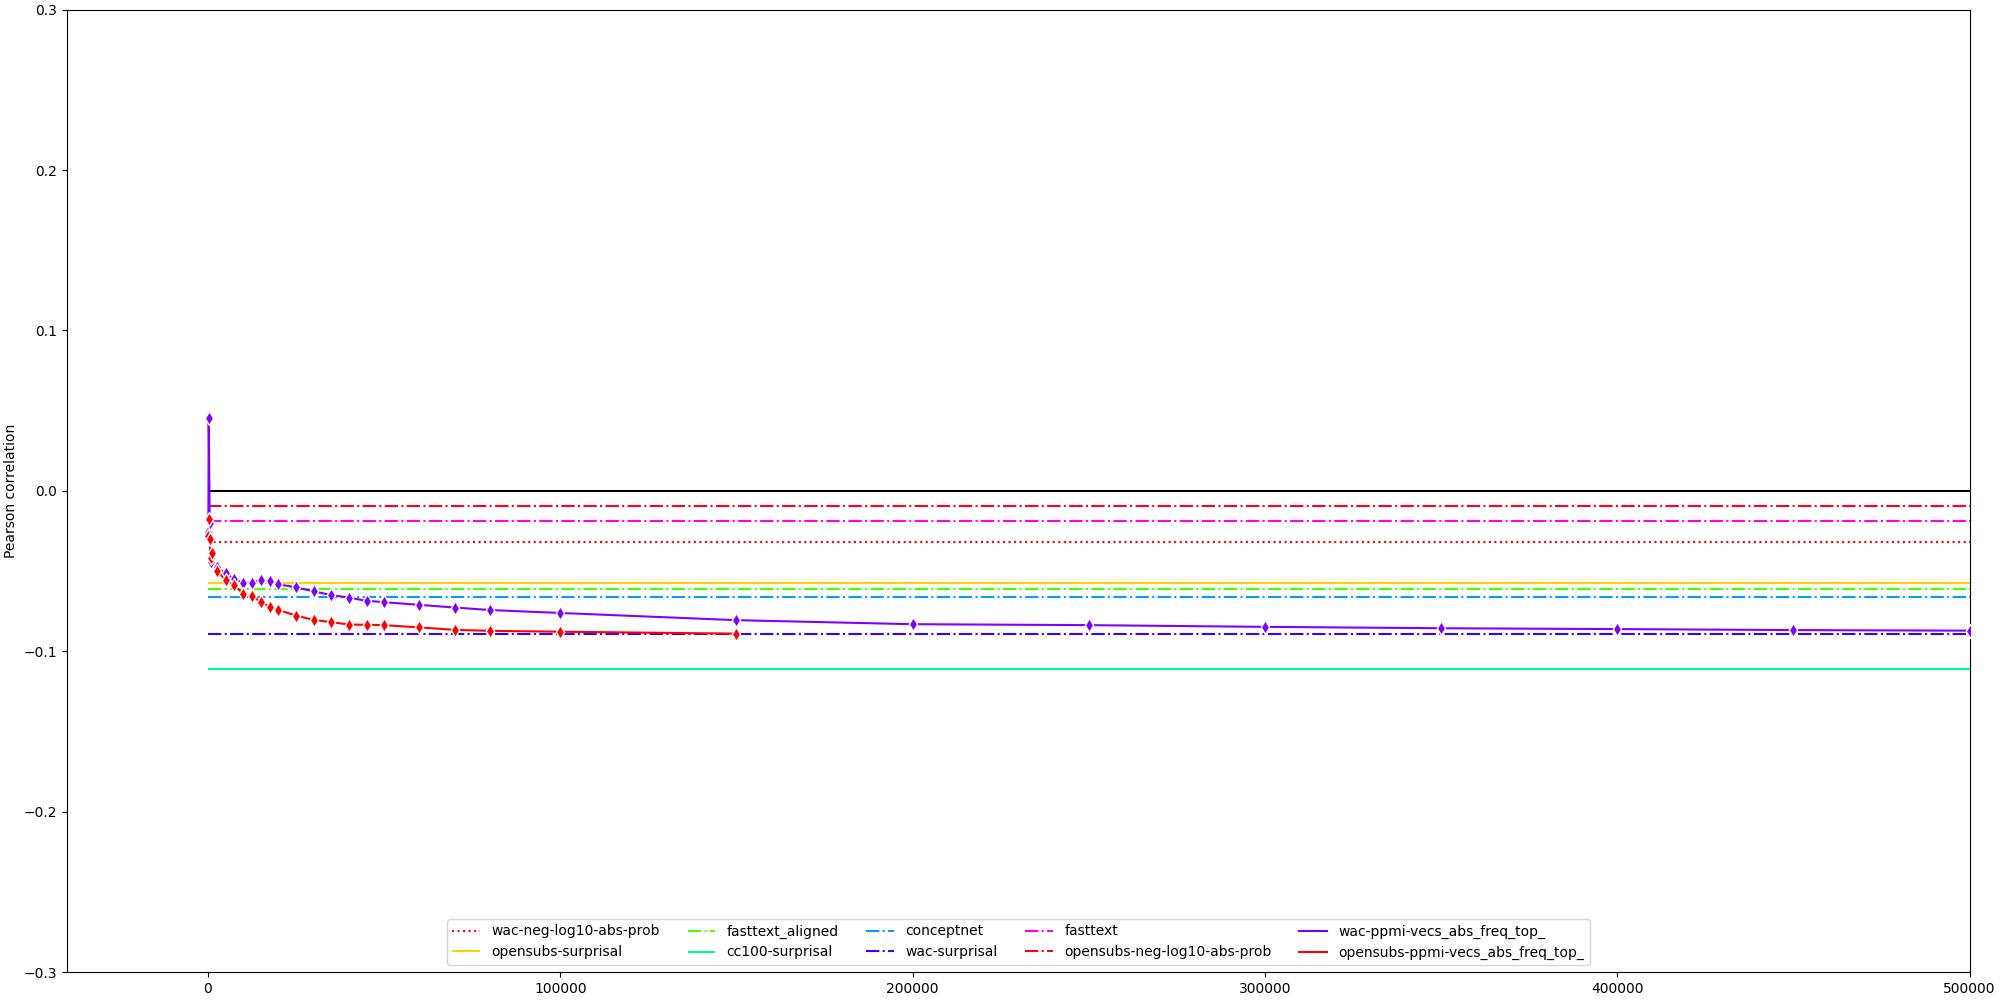 0.3
0.2
0.1
0.0
−0.1
−0.2
−0.3
Pearson correlation
wac-neg-log10-abs-prob
opensubs-surprisal
fasttext_aligned
cc100-surprisal
conceptnet
wac-surprisal
fasttext
opensubs-neg-log10-abs-prob
wac-ppmi-vecs_abs_freq_top_
opensubs-ppmi-vecs_abs_freq_top_
0 100000 200000 300000 400000 500000